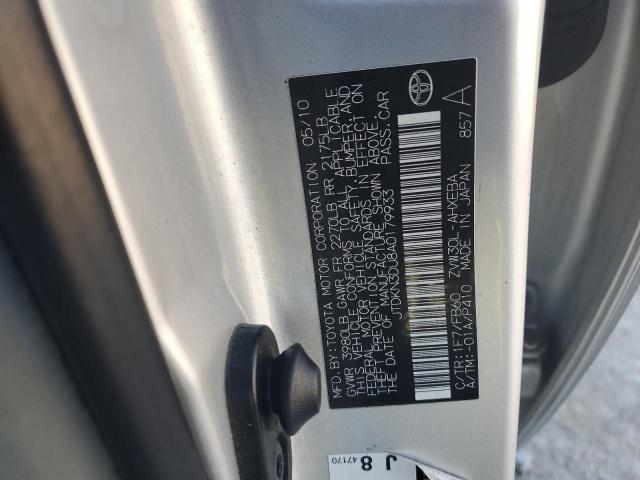 MFD. BY: TOYOTA MOTOR CORPORATION 05/10
GVWR 3980LB GAWR FR 2270LB RR 2175LB
THIS VEHICLE CONFORMS TO ALL APPLICABLE
FEDERAL MOTOR VEHICLE SAFETY, BUMPER, AND
THEFT PREVENTION STANDARDS IN EFFECT ON
THE DATE OF MANUFACTURE SHOWN ABOVE.
JTDKN3DU8A0179933 PASS. CAR
C/TR: 1F7/FB60 ZVW30L-AHXEBA
A/TM: -01A/P410 MADE IN JAPAN 857 A
J 8
47170